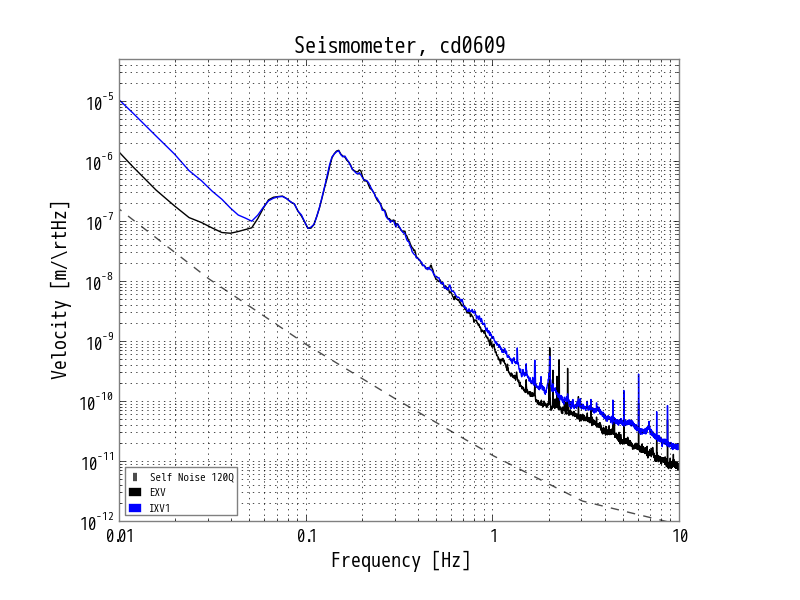 Seismometer, cd0609
Velocity [m/\rtHz]
10^-5
10^-6
10^-7
10^-8
10^-9
10^-10
10^-11
10^-12
Self Noise 120Q
EXV
IXV1
0.01 0.1 1 10
Frequency [Hz]